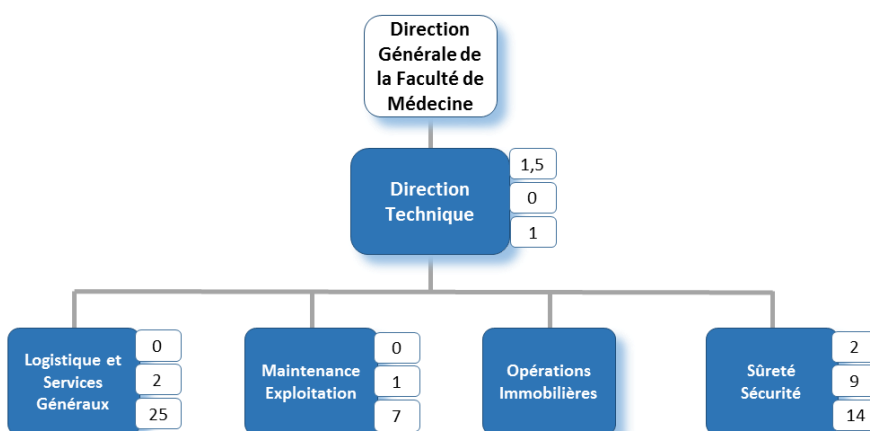 Direction
Générale de
la Faculté de
Médecine
Direction
Technique
1,5
0
1
Logistique et
Services
Généraux
0
2
25
Maintenance
Exploitation
0
1
7
Opérations
Immobilières
Sûreté
Sécurité
2
9
14